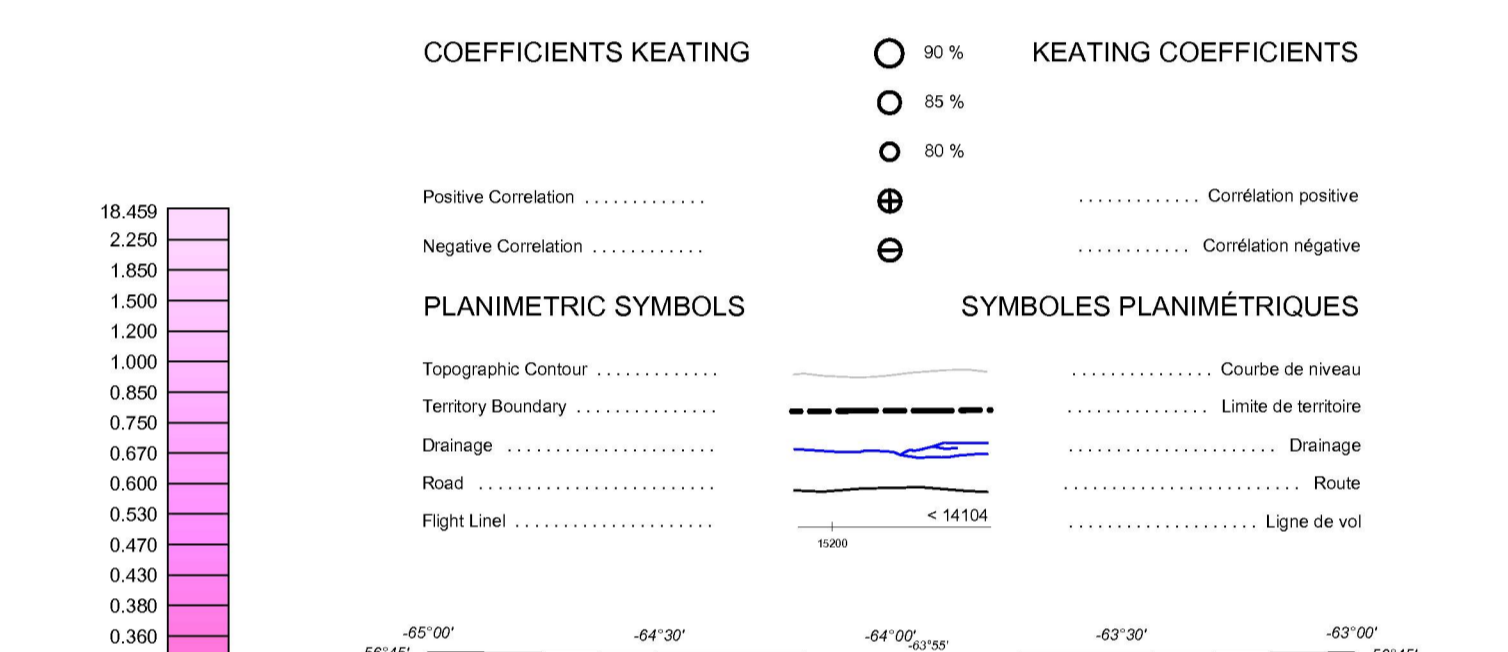 COEFFICIENTS KEATING 90 % KEATING COEFFICIENTS
85 %
80 %
Positive Correlation ............. ............. Corrélation positive
18.459
2.250
Negative Correlation ............ ............ Corrélation négative
1.850
1.500
PLANIMETRIC SYMBOLS SYMBOLES PLANIMÉTRIQUES
1.200
1.000
Topographic Contour ............. ............... Courbe de niveau
0.850
Territory Boundary ............... ............... Limite de territoire
0.750
Drainage ...................... ...................... Drainage
0.670
0.600
Road ......................... ......................... Route
0.530
< 14104
Flight Linel ..................... .................... Ligne de vol
0.470
15200
0.430
0.380
0.360
-65°00' -64°30' -64°00' -63°30' -63°00'
-63°55'